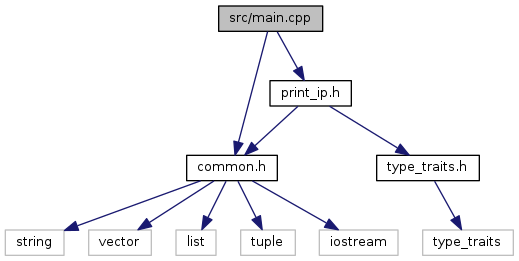 src/main.cpp
print_ip.h
common.h
type_traits.h
string
vector
list
tuple
iostream
type_traits